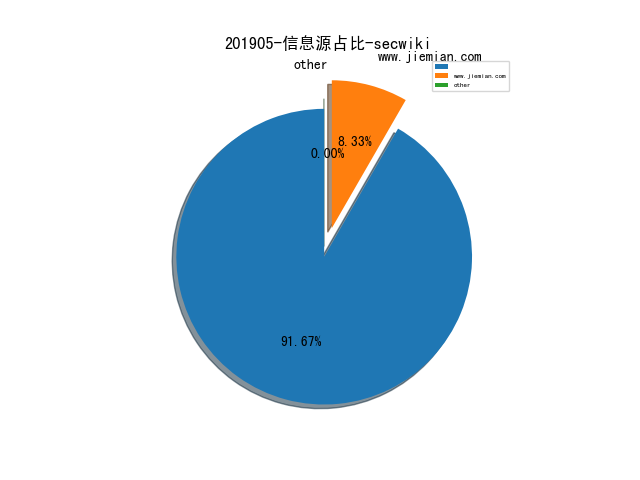 201905-信息源占比-secwiki
www.jiemian.com
other
www.jiemian.com
other
8.33%
0.00%
91.67%